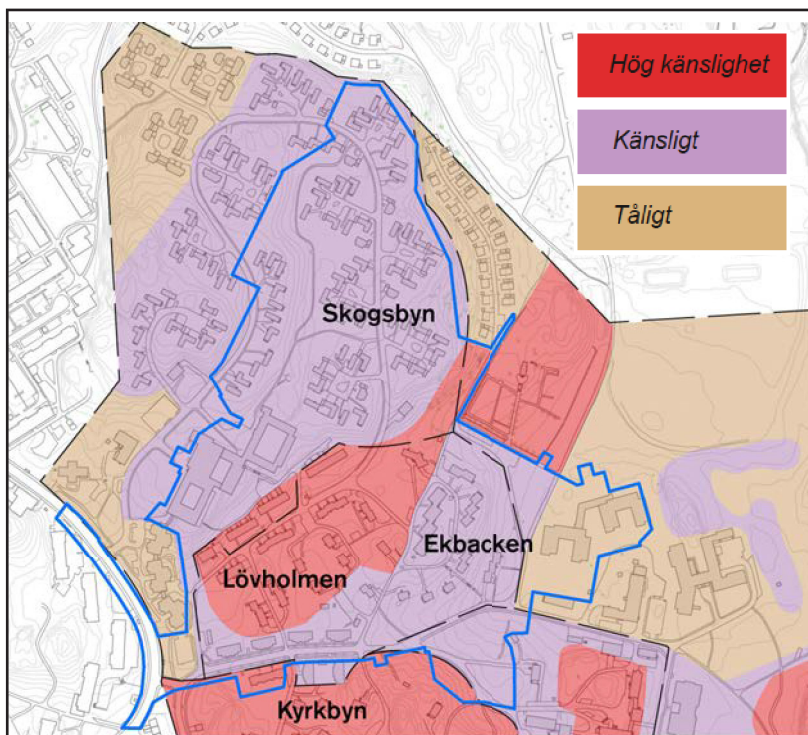 Hög känslighet
Känsligt
Tåligt
Skogsbyn
Ekbacken
Lövholmen
Kyrkbyn